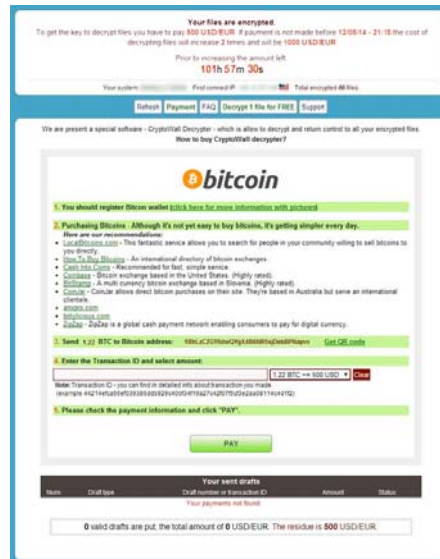 Your files are encrypted.
To get the key to decrypt files you have to pay 500 USD/EUR. If payment is not made before 12/05/14 - 21:15 the cost of
decrypting files will increase 2 times and will be 1000 USD/EUR
Prior to increasing the amount left:
101h 57m 30s
Your system: First connect IP: Total encrypted files.
Refresh Payment FAQ Decrypt 1 file for FREE Support
We are present a special software - CryptoWall Decrypter - which is allow to decrypt and return control to all your encrypted files.
How to buy CryptoWall decrypter?
bitcoin
1. You should register Bitcoin wallet (click here for more information with pictures)
2. Purchasing Bitcoins - Although it's not yet easy to buy bitcoins, it's getting simpler every day.
Here are our recommendations:
LocalBitcoins.com - This fantastic service allows you to search for people in your community willing to sell bitcoins to
you directly.
How To Buy Bitcoins - An international directory of bitcoin exchanges.
Cash Into Coins - Recommended for fast, simple service.
Coinbase - Bitcoin exchange based in the United States. (Highly rated).
BitStamp - A multi currency bitcoin exchange based in Slovenia. (Highly rated).
CoinJar - CoinJar allows direct bitcoin purchases on their site. They're based in Australia but serve an international
clientele.
anxpro.com
bittylicious.com
ZipZap - ZipZap is a global cash payment network enabling consumers to pay for digital currency.
3. Send 1.22 BTC to Bitcoin address: Get QR code
4. Enter the Transaction ID and select amount:
1.22 BTC ~= 500 USD Clear
Note: Transaction ID - you can find in detailed info about transaction you made.
(example
5. Please check the payment information and click "PAY".
PAY
Your sent drafts
Num Draft type Draft number or transaction ID Amount Status
Your payments not found.
0 valid drafts are put, the total amount of 0 USD/EUR. The residue is 500 USD/EUR.